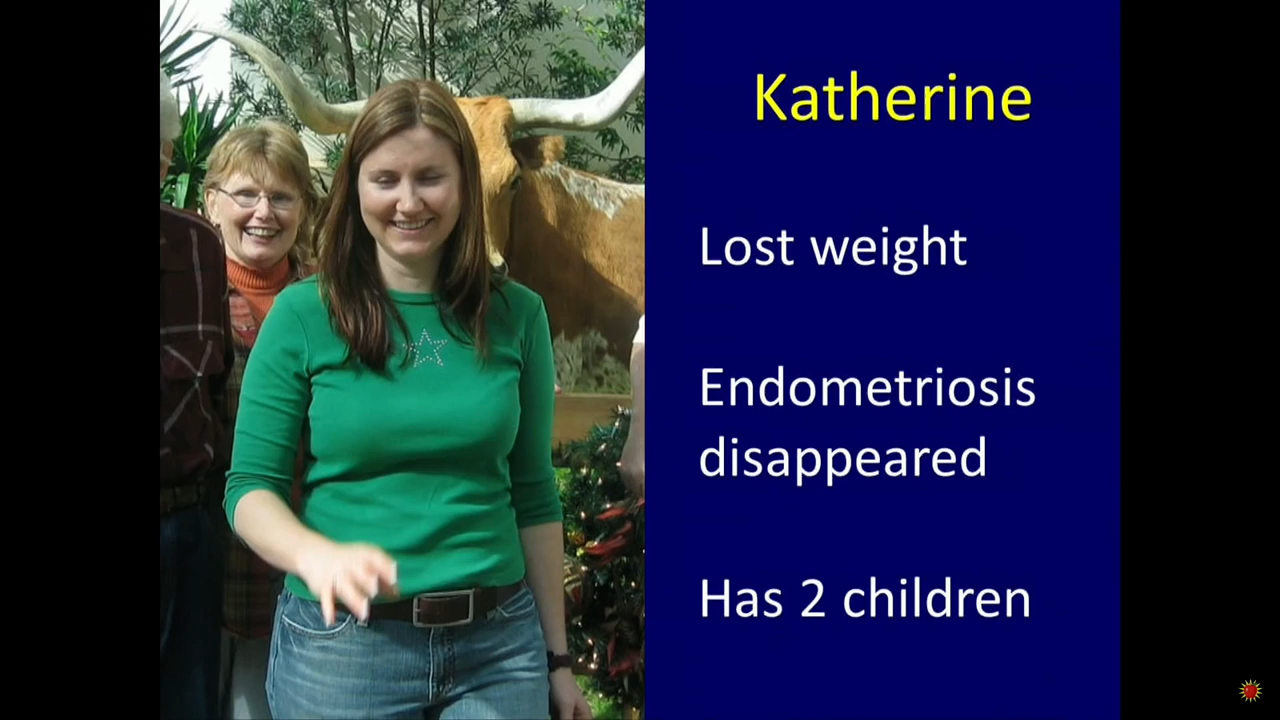 Katherine
Lost weight
Endometriosis
disappeared
Has 2 children